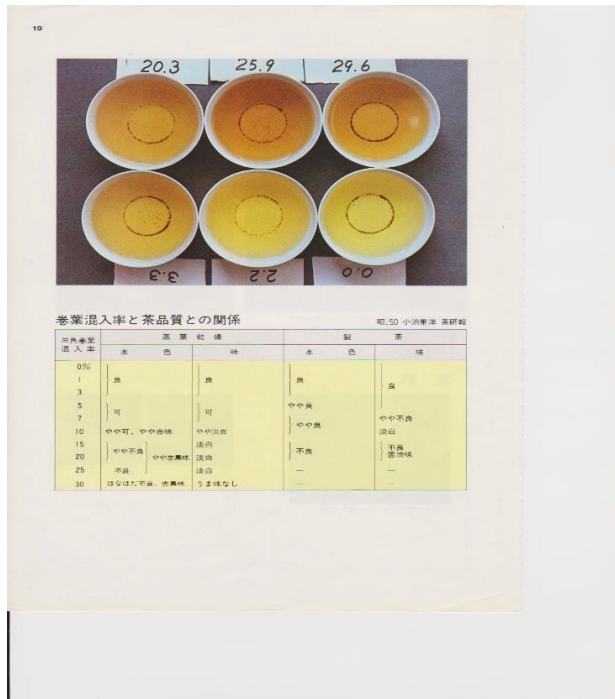 19
20.3 25.9 29.6
3.3 2.2 0.0
巻葉混入率と茶品質との関係
昭.50 小泊重洋 茶研報
三角巻葉混入率 蒸葉乾燥 製茶
水色 味 水色 味
0%
1 良 良 良 良
3
5 可 可 やや良
7 やや良 やや不良
10 やや可、やや赤味 やや淡白 淡白
15 やや不良 やや赤黒味 淡白 不良 不良
20 淡白 苦渋味
25 不良 淡白 — —
30 はなはだ不良、赤黒味 うま味なし — —